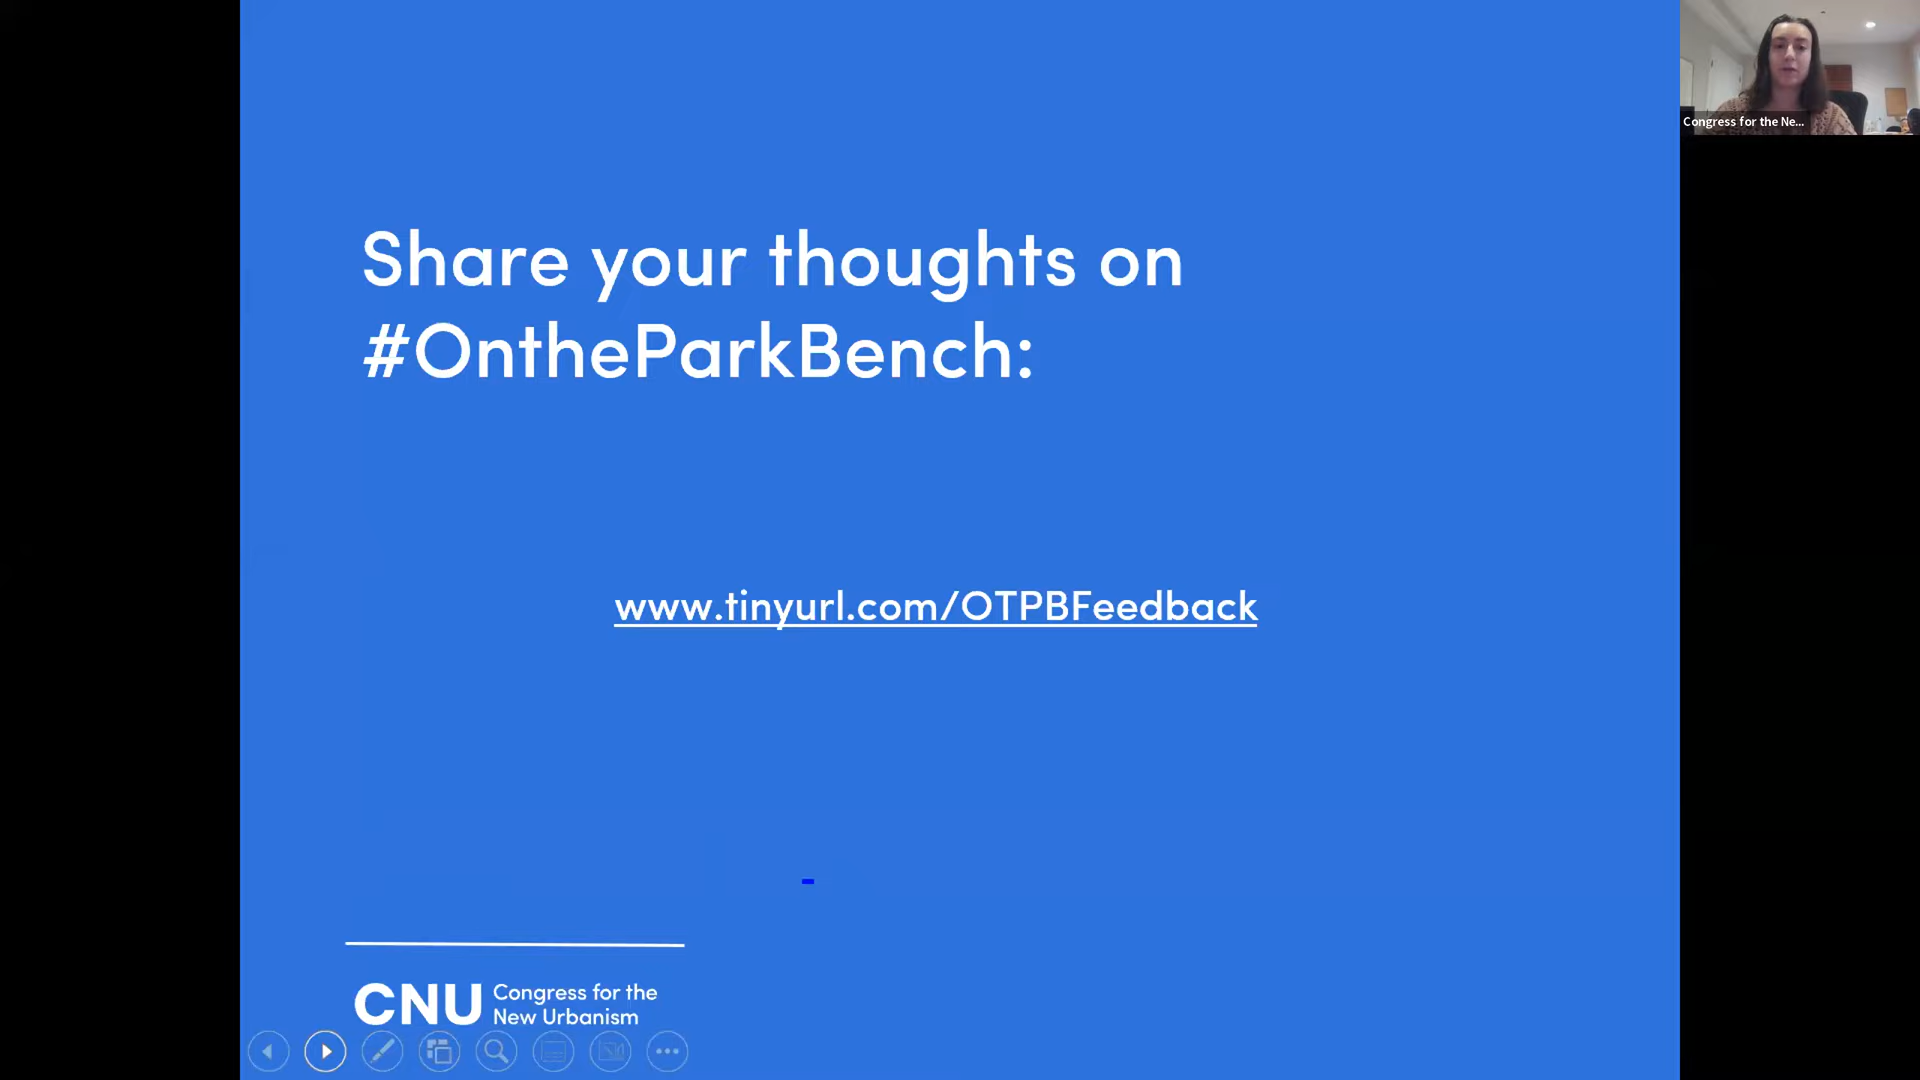 Congress for the Ne...
Share your thoughts on
#OntheParkBench:
www.tinyurl.com/OTPBFeedback
CNU Congress for the
New Urbanism